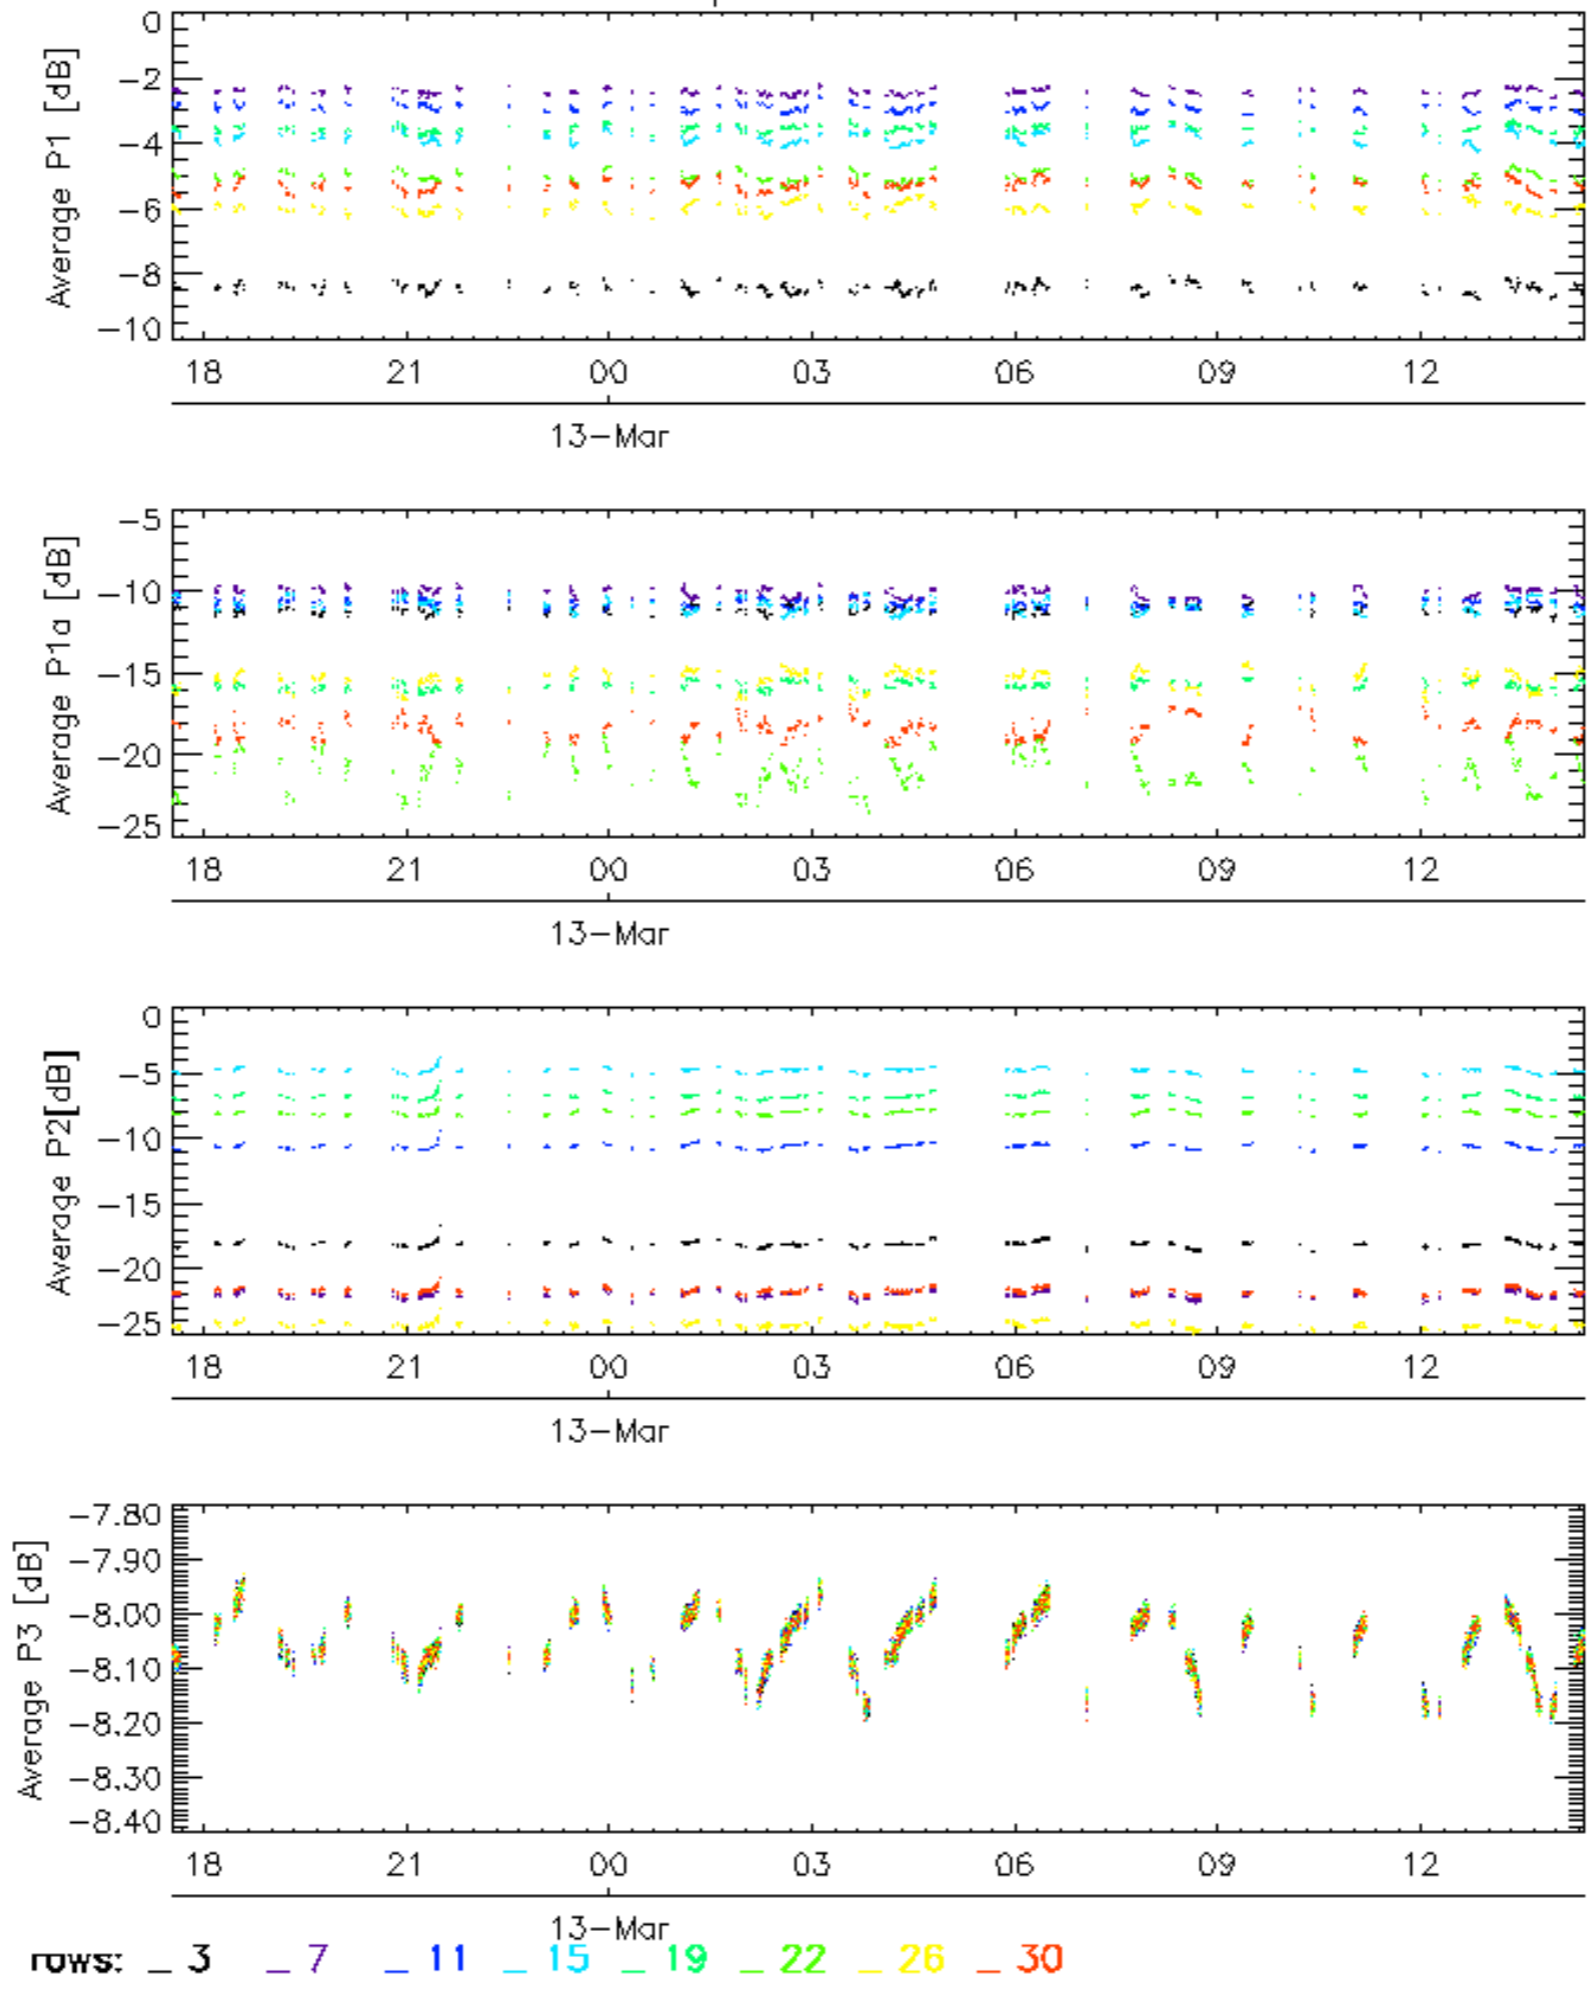 0
-2
-4
-6
-8
-10
Average P1 [dB]
18 21 00 03 06 09 12
13-Mar
-5
-10
-15
-20
-25
Average P1a [dB]
18 21 00 03 06 09 12
13-Mar
0
-5
-10
-15
-20
-25
Average P2[dB]
18 21 00 03 06 09 12
13-Mar
-7.80
-7.90
-8.00
-8.10
-8.20
-8.30
-8.40
Average P3 [dB]
18 21 00 03 06 09 12
13-Mar
rows: _ 3 _ 7 _ 11 _ 15 _ 19 _ 22 _ 26 _ 30